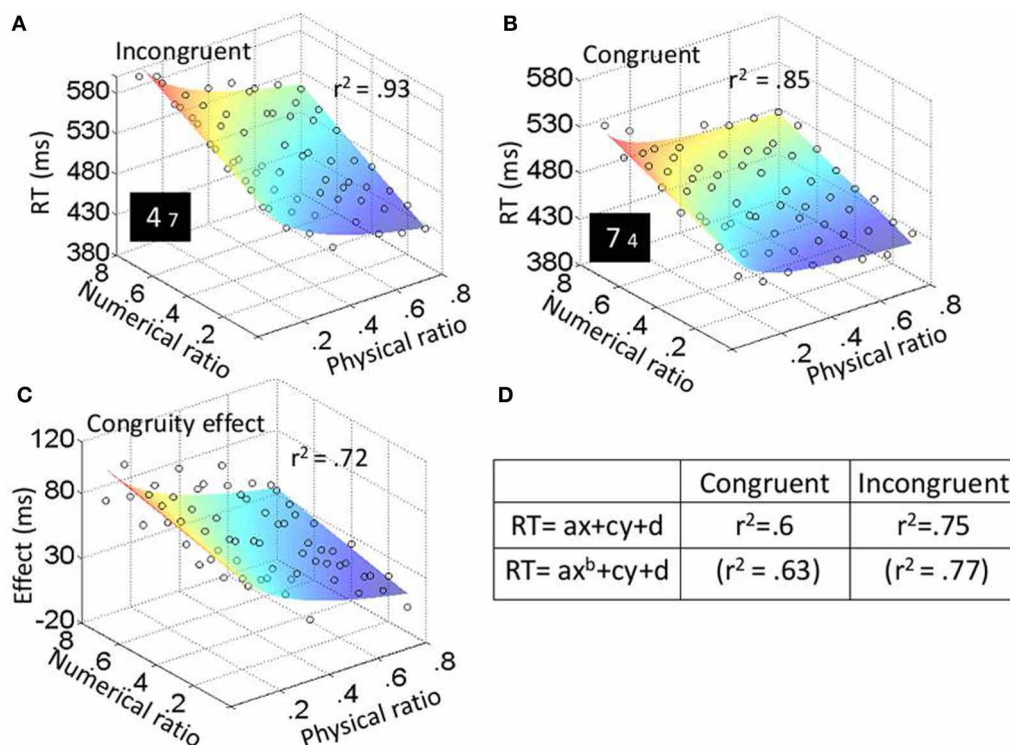 A
Incongruent
r² = .93
580
530
480
430
380
RT (ms)
4 7
8
.6
.4
.2
Numerical ratio
.2
.4
.6
.8
Physical ratio
B
Congruent
r² = .85
580
530
480
430
380
RT (ms)
7 4
8
.6
.4
.2
Numerical ratio
.2
.4
.6
.8
Physical ratio
C
Congruity effect
r² = .72
120
80
30
-20
Effect (ms)
8
.6
.4
.2
Numerical ratio
.2
.4
.6
.8
Physical ratio
D
Congruent Incongruent
RT= ax+cy+d r²=.6 r²=.75
RT= axᵇ+cy+d (r² = .63) (r² = .77)